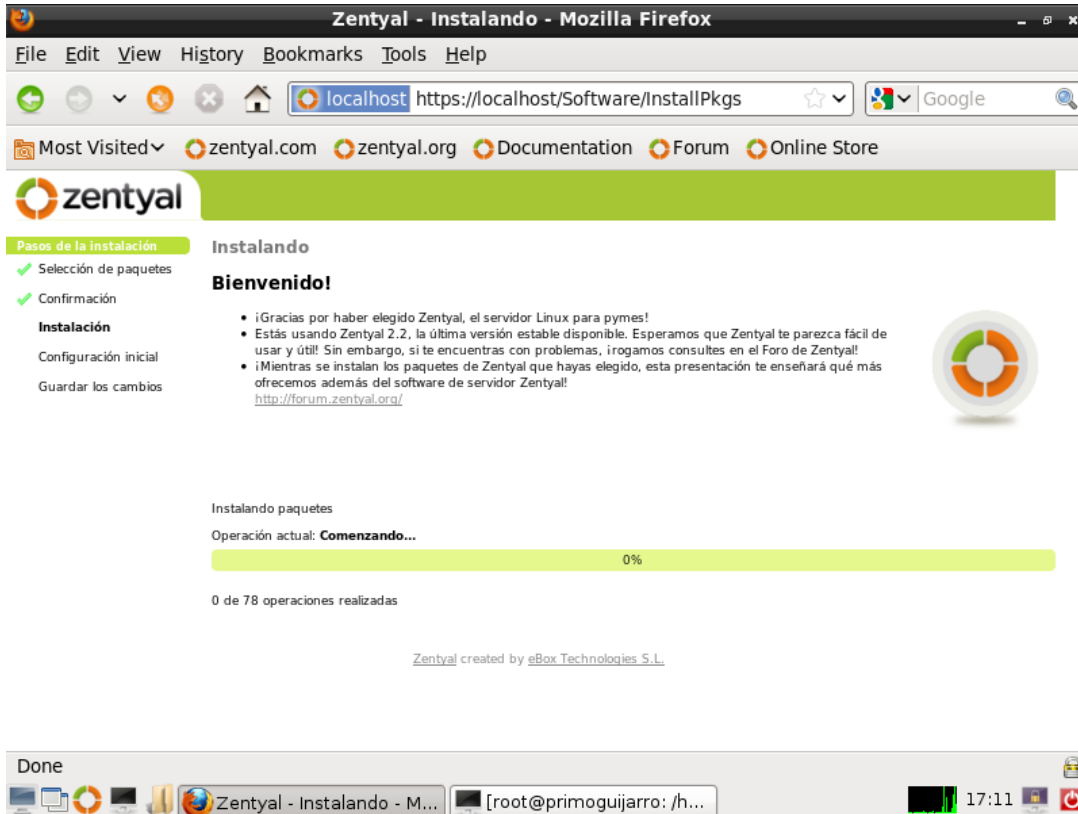 Zentyal - Instalando - Mozilla Firefox
File Edit View History Bookmarks Tools Help
localhost https://localhost/Software/InstallPkgs
Google
Most Visited zentyal.com zentyal.org Documentation Forum Online Store
zentyal
Pasos de la instalación
Selección de paquetes
Confirmación
Instalación
Configuración inicial
Guardar los cambios
Instalando
Bienvenido!
• ¡Gracias por haber elegido Zentyal, el servidor Linux para pymes!
• Estás usando Zentyal 2.2, la última versión estable disponible. Esperamos que Zentyal te parezca fácil de
usar y útil! Sin embargo, si te encuentras con problemas, ¡rogamos consultes en el Foro de Zentyal!
• ¡Mientras se instalan los paquetes de Zentyal que hayas elegido, esta presentación te enseñará qué más
ofrecemos además del software de servidor Zentyal!
http://forum.zentyal.org/
Instalando paquetes
Operación actual: Comenzando...
0%
0 de 78 operaciones realizadas
Zentyal created by eBox Technologies S.L.
Done
Zentyal - Instalando - M...
[root@primoguijarro: /h...
17:11